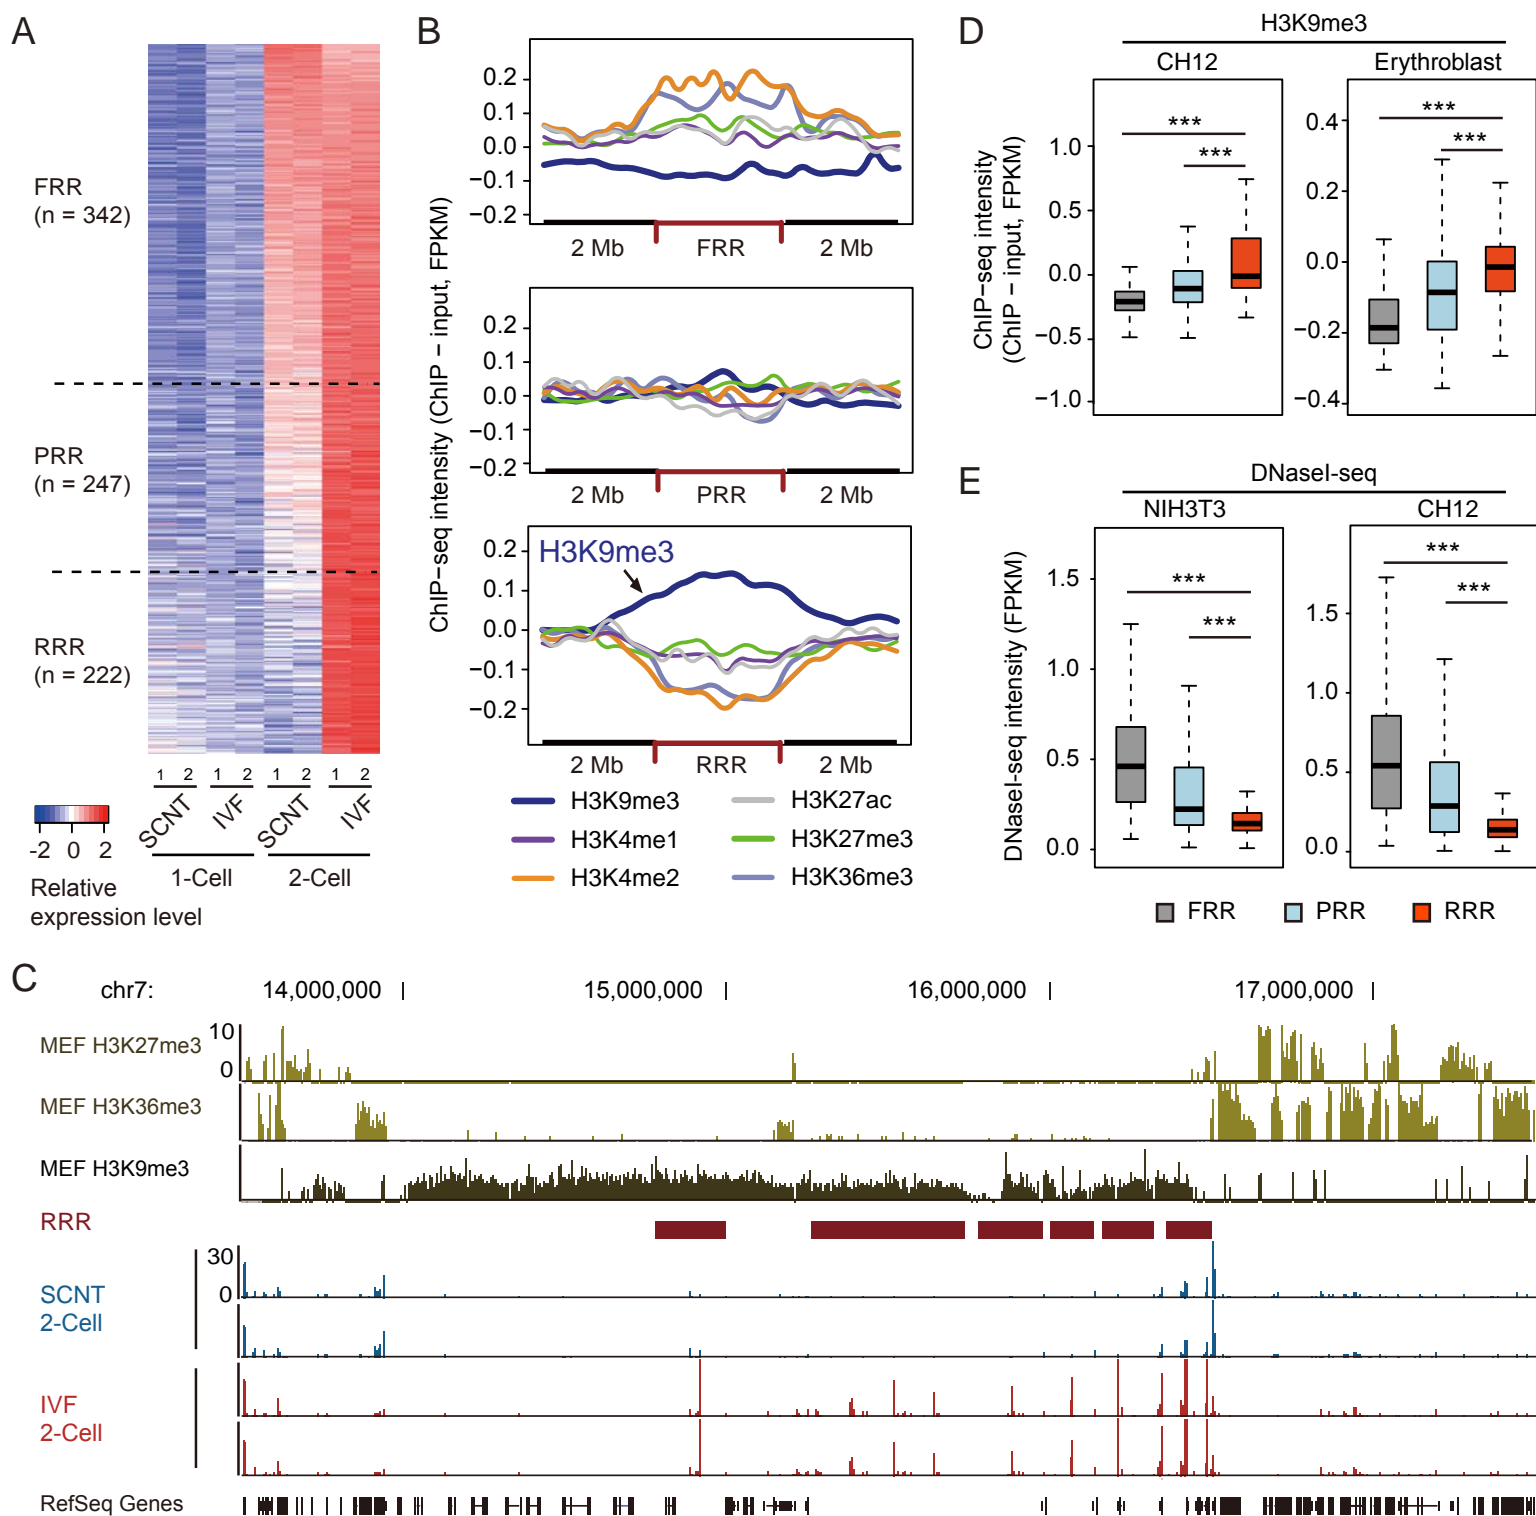 A
FRR
(n = 342)
PRR
(n = 247)
RRR
(n = 222)
1 2 1 2 1 2 1 2
SCNT IVF SCNT IVF
1-Cell 2-Cell
-2 0 2
Relative
expression level
B
ChIP-seq intensity (ChIP − input, FPKM)
0.2
0.1
0.0
−0.1
−0.2
2 Mb FRR 2 Mb
0.2
0.1
0.0
−0.1
−0.2
2 Mb PRR 2 Mb
H3K9me3
0.2
0.1
0.0
−0.1
−0.2
2 Mb RRR 2 Mb
H3K9me3 H3K27ac
H3K4me1 H3K27me3
H3K4me2 H3K36me3
D
H3K9me3
CH12 Erythroblast
ChIP−seq intensity
(ChIP − input, FPKM)
1.0
0.5
0.0
−0.5
−1.0
***
***
0.4
0.2
0.0
−0.2
−0.4
***
***
E
DNaseI-seq
NIH3T3 CH12
DNaseI-seq intensity (FPKM)
1.5
1.0
0.5
0.0
***
***
1.5
1.0
0.5
0.0
***
***
FRR PRR RRR
C
chr7: 14,000,000 15,000,000 16,000,000 17,000,000
MEF H3K27me3
10
0
MEF H3K36me3
MEF H3K9me3
RRR
SCNT
2-Cell
30
0
IVF
2-Cell
RefSeq Genes